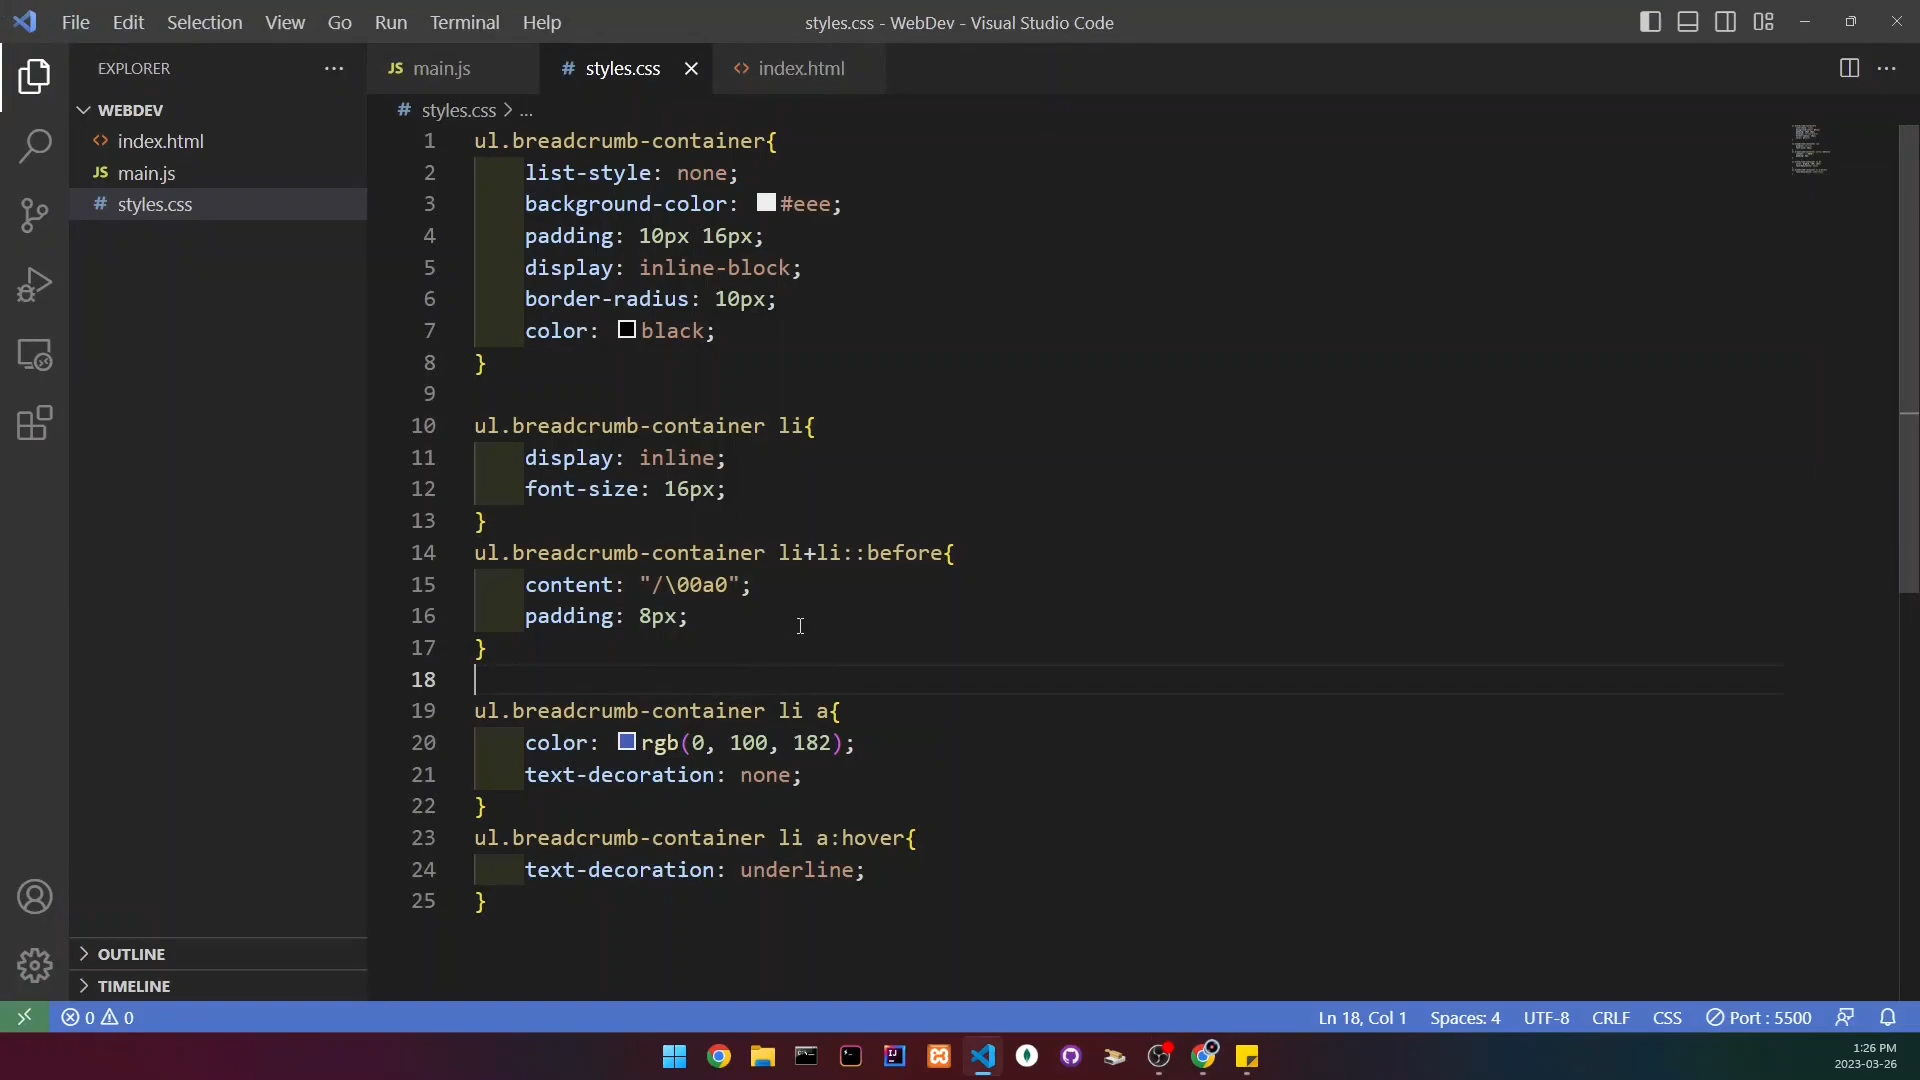 File Edit Selection View Go Run Terminal Help
styles.css - WebDev - Visual Studio Code
EXPLORER
WEBDEV
index.html
JS main.js
# styles.css
OUTLINE
TIMELINE
JS main.js
# styles.css
index.html
# styles.css > ...
1 ul.breadcrumb-container{
2 list-style: none;
3 background-color: #eee;
4 padding: 10px 16px;
5 display: inline-block;
6 border-radius: 10px;
7 color: black;
8 }
9
10 ul.breadcrumb-container li{
11 display: inline;
12 font-size: 16px;
13 }
14 ul.breadcrumb-container li+li::before{
15 content: "/\00a0";
16 padding: 8px;
17 }
18
19 ul.breadcrumb-container li a{
20 color: rgb(0, 100, 182);
21 text-decoration: none;
22 }
23 ul.breadcrumb-container li a:hover{
24 text-decoration: underline;
25 }
0 0
Ln 18, Col 1 Spaces: 4 UTF-8 CRLF CSS Port : 5500
1:26 PM
2023-03-26